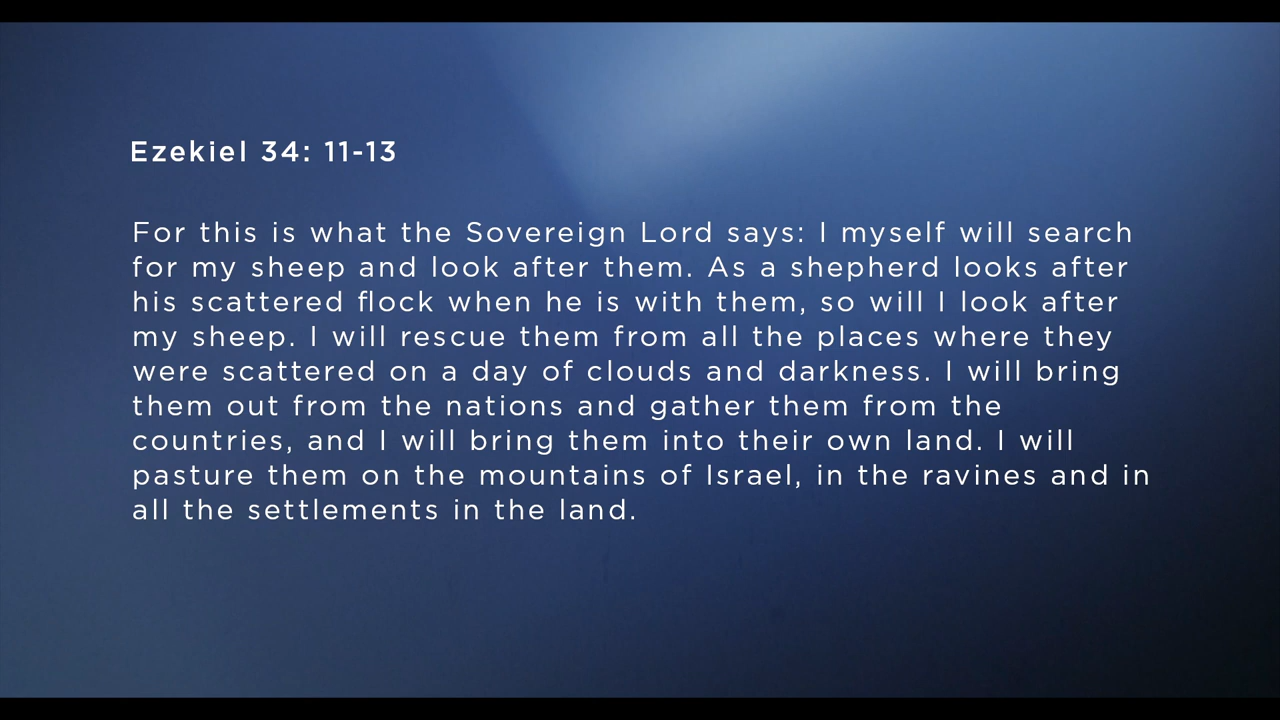 Ezekiel 34: 11-13
For this is what the Sovereign Lord says: I myself will search
for my sheep and look after them. As a shepherd looks after
his scattered flock when he is with them, so will I look after
my sheep. I will rescue them from all the places where they
were scattered on a day of clouds and darkness. I will bring
them out from the nations and gather them from the
countries, and I will bring them into their own land. I will
pasture them on the mountains of Israel, in the ravines and in
all the settlements in the land.